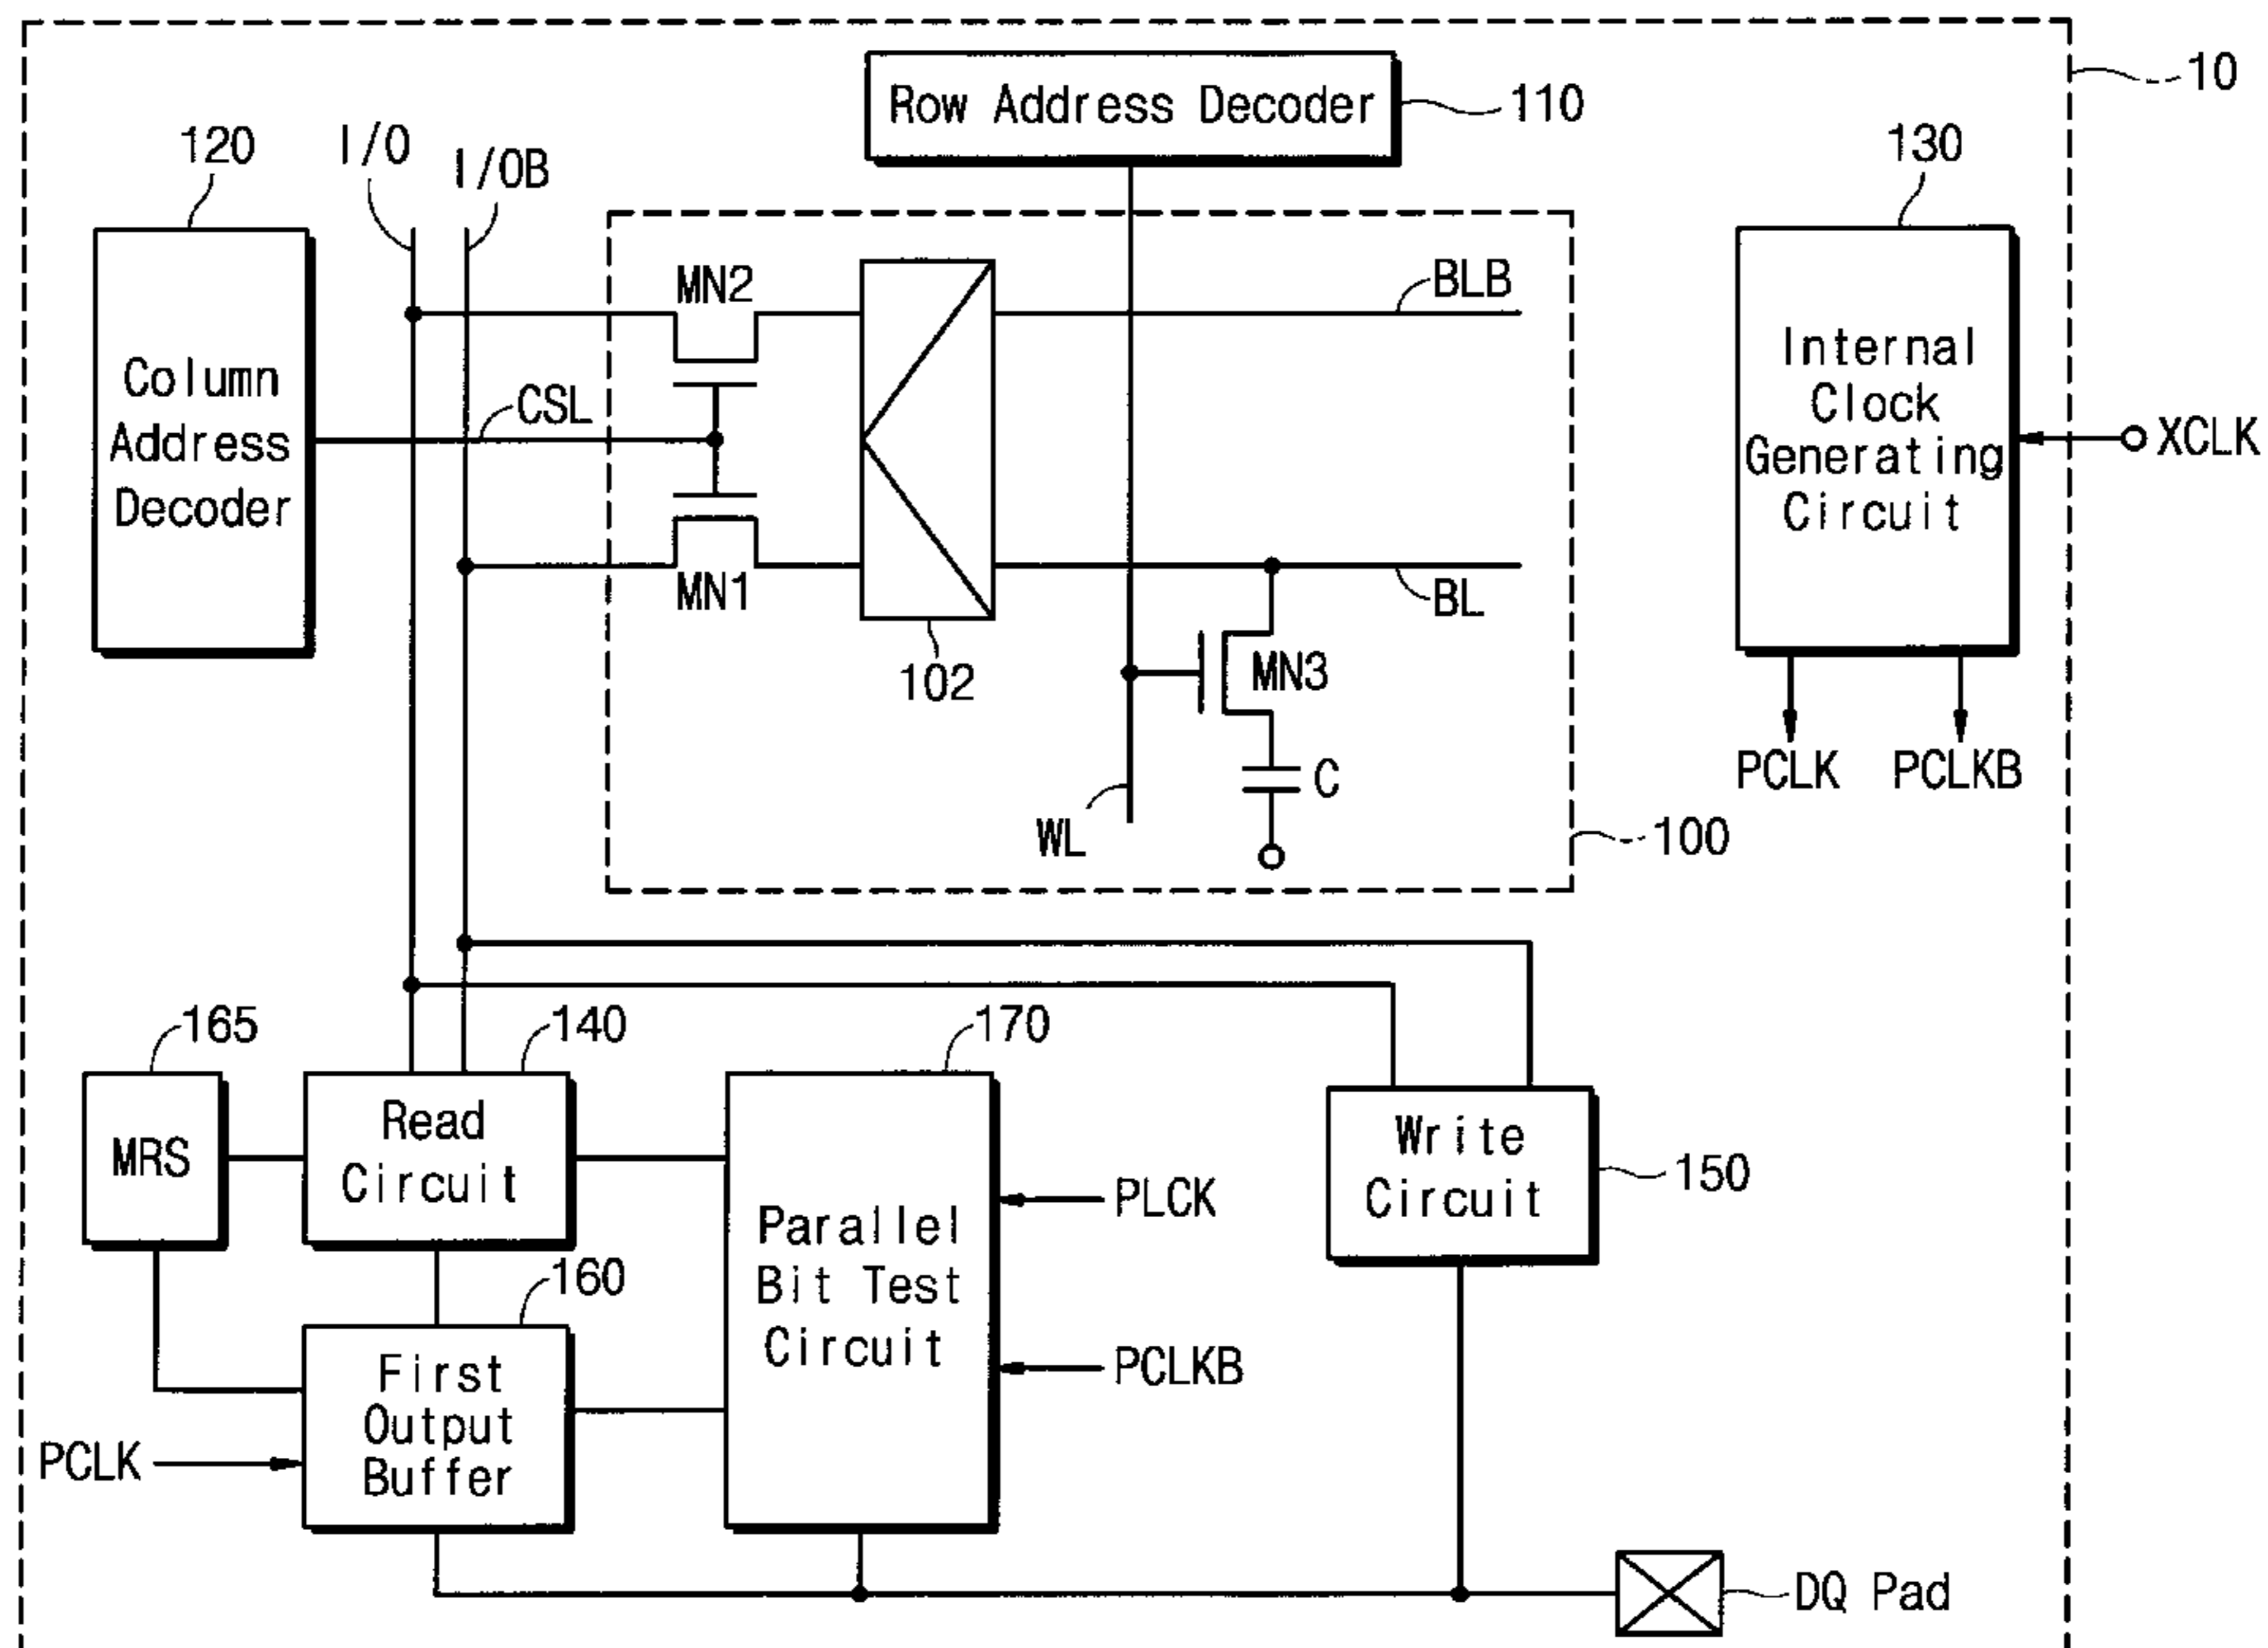 10
Row Address Decoder
110
120
I/O
I/OB
130
MN2
BLB
Column
Address
Decoder
CSL
Internal
Clock
Generating
Circuit
XCLK
MN1
BL
102
MN3
PCLK
PCLKB
C
WL
100
165
140
170
MRS
Read
Circuit
Parallel
Bit Test
Circuit
PLCK
PCLKB
Write
Circuit
150
160
First
Output
Buffer
PCLK
DQ Pad